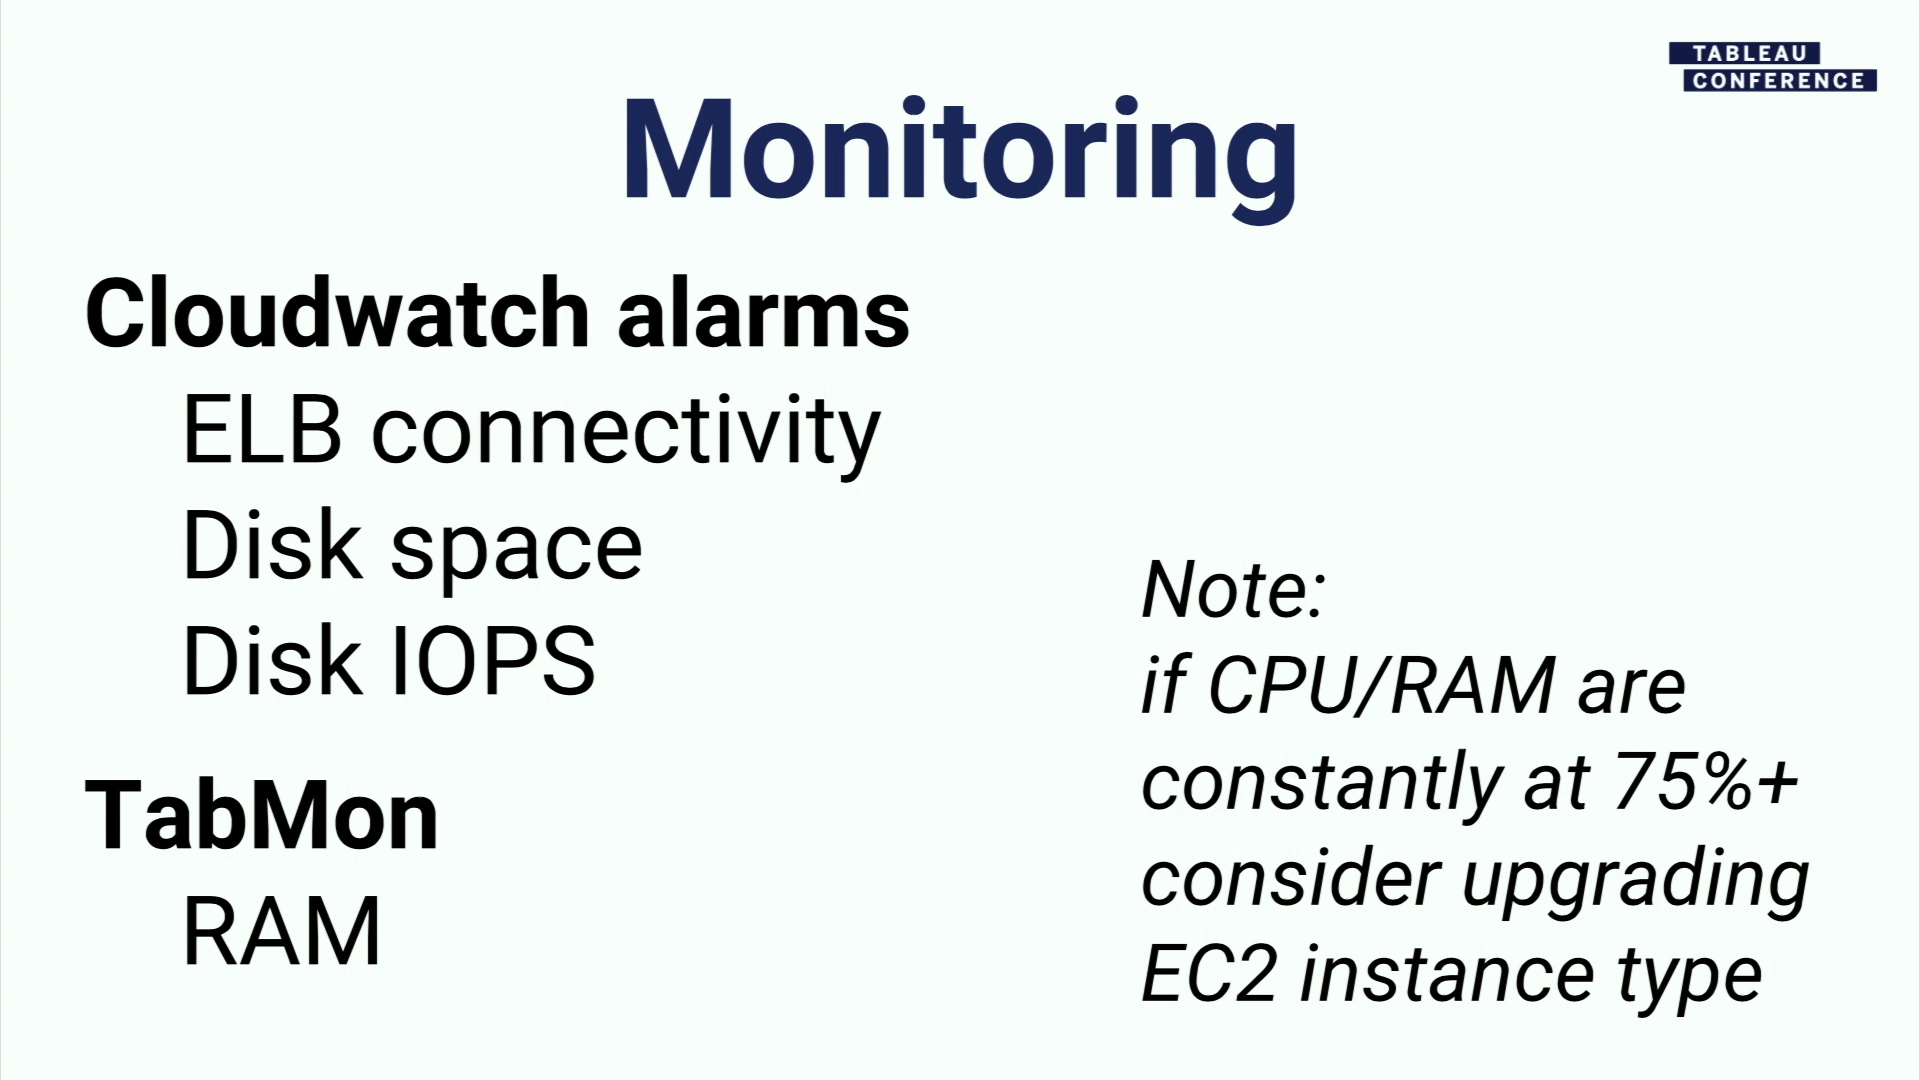 TABLEAU
CONFERENCE
Monitoring
Cloudwatch alarms
ELB connectivity
Disk space
Disk IOPS
TabMon
RAM
Note:
if CPU/RAM are
constantly at 75%+
consider upgrading
EC2 instance type